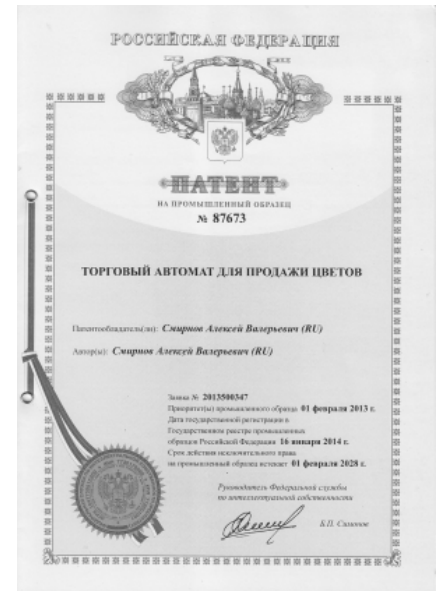 РОССИЙСКАЯ ФЕДЕРАЦИЯ
ПАТЕНТ
НА ПРОМЫШЛЕННЫЙ ОБРАЗЕЦ
№ 87673
ТОРГОВЫЙ АВТОМАТ ДЛЯ ПРОДАЖИ ЦВЕТОВ
Патентообладатель(ли): Смирнов Алексей Валерьевич (RU)
Автор(ы): Смирнов Алексей Валерьевич (RU)
Заявка № 2013500347
Приоритет(ы) промышленного образца 01 февраля 2013 г.
Дата государственной регистрации в
Государственном реестре промышленных
образцов Российской Федерации 16 января 2014 г.
Срок действия исключительного права
на промышленный образец истекает 01 февраля 2028 г.
Руководитель Федеральной службы
по интеллектуальной собственности
Б.П. Симонов